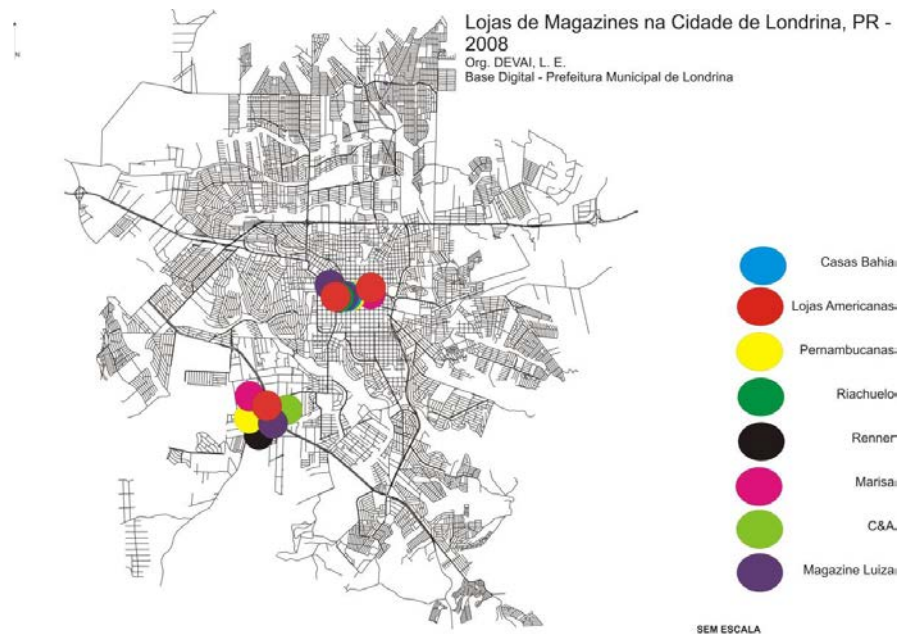 Lojas de Magazines na Cidade de Londrina, PR -
2008
Org. DEVAI, L. E.
Base Digital - Prefeitura Municipal de Londrina
N
Casas Bahia
Lojas Americanas
Pernambucanas
Riachuelo
Renner
Marisa
C&A
Magazine Luiza
SEM ESCALA